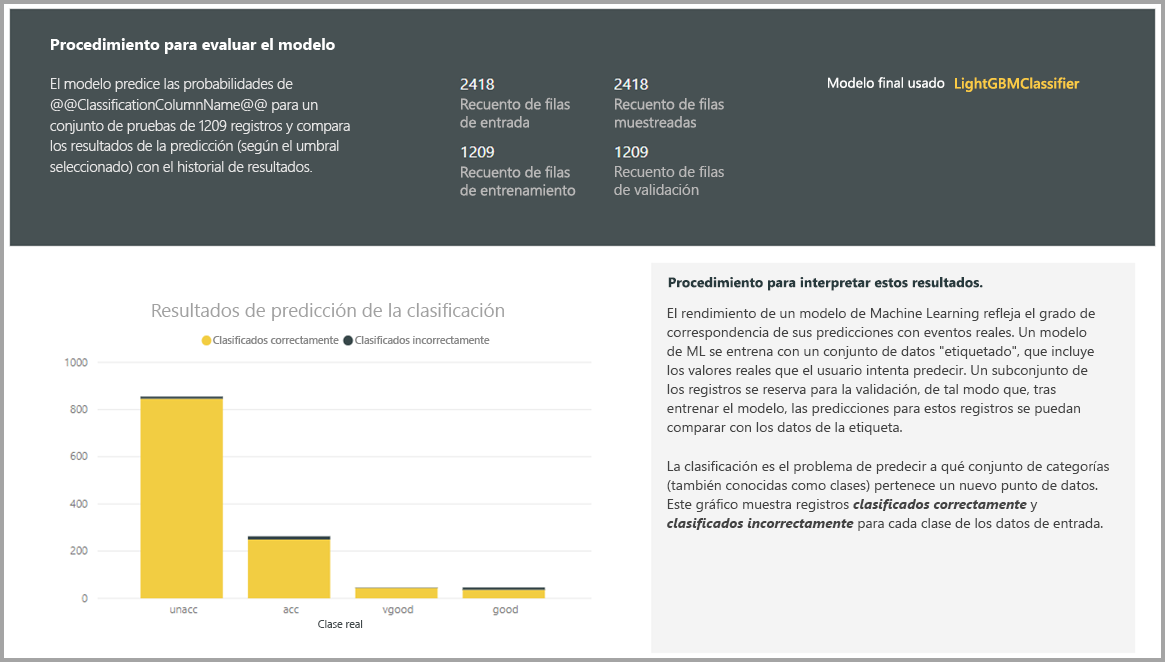 Procedimiento para evaluar el modelo
El modelo predice las probabilidades de
@@ClassificationColumnName@@ para un
conjunto de pruebas de 1209 registros y compara
los resultados de la predicción (según el umbral
seleccionado) con el historial de resultados.
2418
Recuento de filas
de entrada
2418
Recuento de filas
muestreadas
1209
Recuento de filas
de entrenamiento
1209
Recuento de filas
de validación
Modelo final usado LightGBMClassifier
Resultados de predicción de la clasificación
Clasificados correctamente Clasificados incorrectamente
1000
800
600
400
200
0
unacc acc vgood good
Clase real
Procedimiento para interpretar estos resultados.
El rendimiento de un modelo de Machine Learning refleja el grado de
correspondencia de sus predicciones con eventos reales. Un modelo
de ML se entrena con un conjunto de datos "etiquetado", que incluye
los valores reales que el usuario intenta predecir. Un subconjunto de
los registros se reserva para la validación, de tal modo que, tras
entrenar el modelo, las predicciones para estos registros se puedan
comparar con los datos de la etiqueta.
La clasificación es el problema de predecir a qué conjunto de categorías
(también conocidas como clases) pertenece un nuevo punto de datos.
Este gráfico muestra registros clasificados correctamente y
clasificados incorrectamente para cada clase de los datos de entrada.